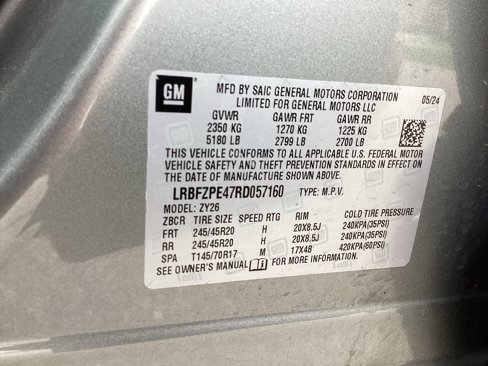 GM
MFD BY SAIC GENERAL MOTORS CORPORATION 05/24
LIMITED FOR GENERAL MOTORS LLC
GVWR GAWR FRT GAWR RR
2350 KG 1270 KG 1225 KG
5180 LB 2799 LB 2700 LB
THIS VEHICLE CONFORMS TO ALL APPLICABLE U.S. FEDERAL MOTOR
VEHICLE SAFETY AND THEFT PREVENTION STANDARDS IN EFFECT ON
THE DATE OF MANUFACTURE SHOWN ABOVE.
LRBFZPE47RD057160 TYPE: M.P.V.
MODEL: ZY26
ZBCR TIRE SIZE SPEED RTG RIM COLD TIRE PRESSURE
FRT 245/45R20 H 20X8.5J 240KPA(35PSI)
RR 245/45R20 H 20X8.5J 240KPA(35PSI)
SPA T145/70R17 M 17X4B 420KPA(60PSI)
SEE OWNER'S MANUAL FOR MORE INFORMATION.